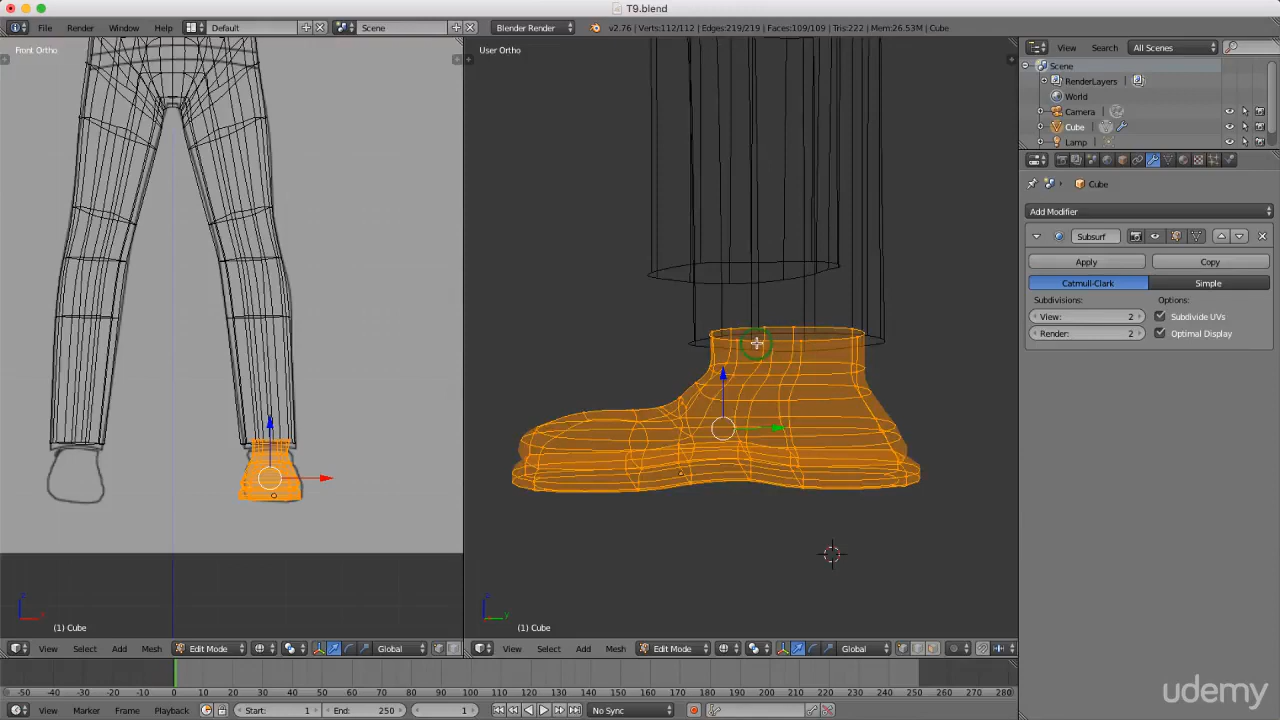 T9.blend
File Render Window Help Default Scene Blender Render v2.76 | Verts:112/112 | Edges:219/219 | Faces:109/109 | Tris:222 | Mem:26.53M | Cube
Front Ortho
User Ortho
View Search All Scenes
Scene
RenderLayers
World
Camera
Cube
Lamp
Cube
Add Modifier
Subsurf
Apply Copy
Catmull-Clark Simple
Subdivisions: Options:
View: 2 Subdivide UVs
Render: 2 Optimal Display
z x
(1) Cube
z y
(1) Cube
View Select Add Mesh Edit Mode Global
View Select Add Mesh Edit Mode Global
-50 -40 -30 -20 -10 0 10 20 30 40 50 60 70 80 90 100 110 120 130 140 150 160 170 180 190 200 210 220 230 240 250 260 270 280
View Marker Frame Playback Start: 1 End: 250 1 No Sync
udemy